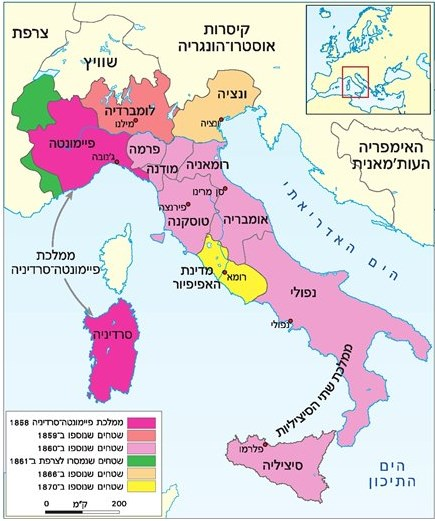 צרפת
קיסרות
אוסטרו־הונגריה
שוויץ
ונציה
ונציה
לומברדיה
מילנו
פיימונטה
האימפריה
העות'מאנית
פרמה
מודנה
ג'נובה
רומאניה
סן מרינו
פירנצה
טוסקנה
אומבריה
הים האדריאתי
ממלכת
פיימונטה־סרדיניה
מדינת
האפיפיור
רומא
נפולי
נפולי
סרדיניה
ממלכת שתי הסיציליות
פלרמו
סיציליה
הים
התיכון
ממלכת פיימונטה־סרדיניה 1858
שטחים שנוספו ב־1859
שטחים שנוספו ב־1860
שטחים שנמסרו לצרפת ב־1861
שטחים שנוספו ב־1866
שטחים שנוספו ב־1870
0 ק"מ 200